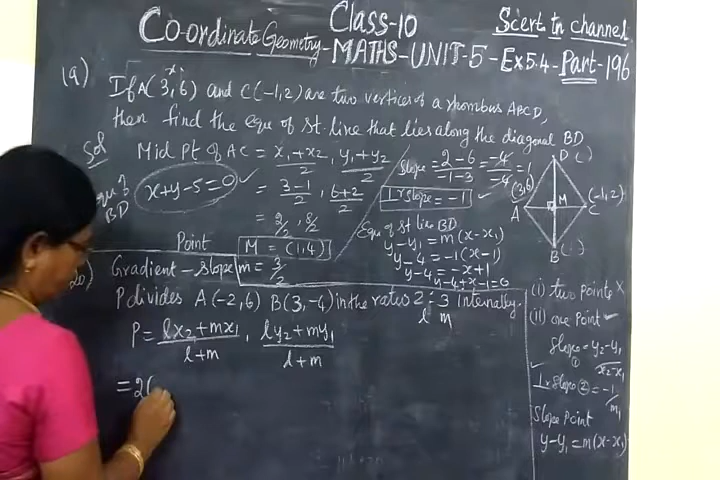 Class-10
Scert tn channel
Co-ordinate Geometry-MATHS-UNIT-5-Ex5.4-Part-196
(9) If A(3,6) and C(-1,2) are two vertices of a rhombus ABCD,
then find the equ of st.line that lies along the diagonal BD
Sol
Mid Pt of AC = x₁+x₂/2, y₁+y₂/2
= 3-1/2, 6+2/2
= 2/2, 8/2
Point M = (1,4)
equ of BD
x+y-5=0
Slope = 2-6/-1-3 = -4/-4 = 1
⊥r slope = -1
Equ of st line BD
y-y₁ = m(x-x₁)
y-4 = -1(x-1)
y-4 = -x+1
y-4+x-1=0
D ( )
(3,6)
A
M
(-1,2)
C
B( )
Gradient - slope m = 3/2
P divides A(-2,6) B(3,-4) in the ratio 2:3 Internally.
l m
P = lx₂+mx₁/l+m, ly₂+my₁/l+m
= 2(
(i) two points X
(ii) one Point
Slope = y₂-y₁/x₂-x₁
①
⊥r slope ② = -1/m₁
Slope Point
y-y₁ = m(x-x₁)